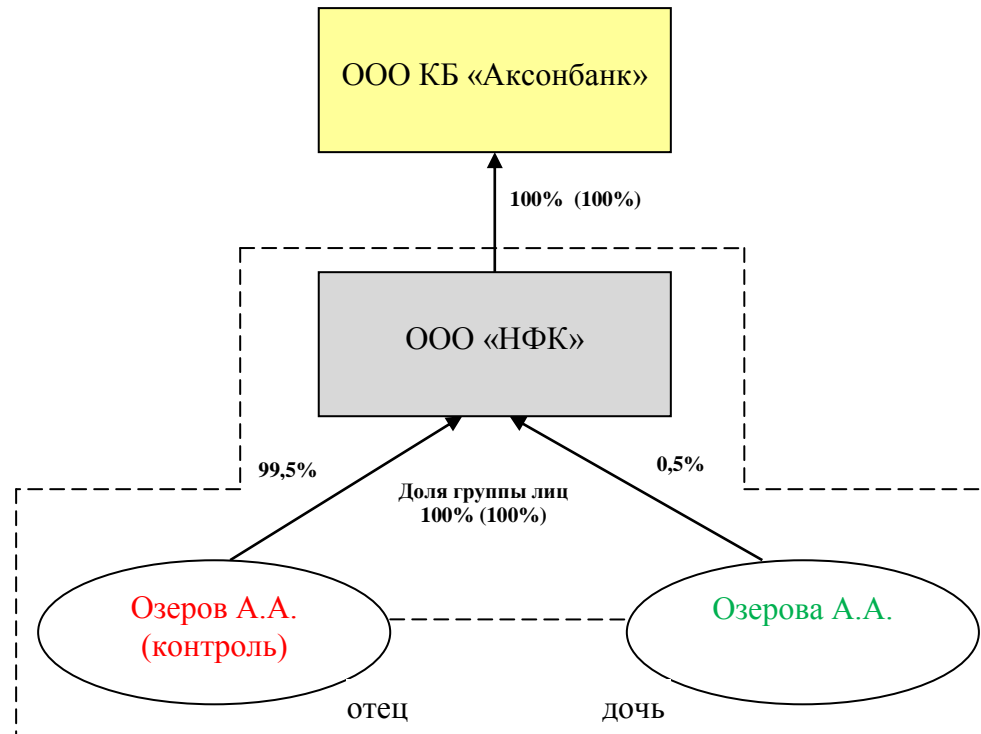 ООО КБ «Аксонбанк»
100% (100%)
ООО «НФК»
99,5%
0,5%
Доля группы лиц
100% (100%)
Озеров А.А.
(контроль)
Озерова А.А.
отец
дочь